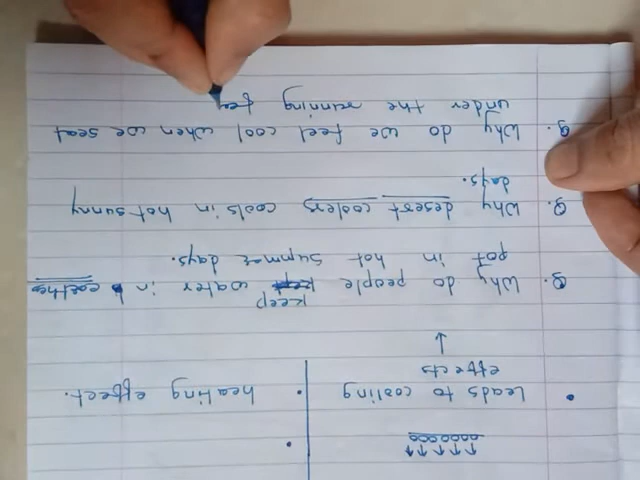 • Leads to cooling effects
↓
• heating effect.
Q. Why do people keep water in earthen
pot in hot summer days.
Q. Why desert coolers cools in hot sunny
days.
Q. Why do we feel cool when we seat
under the running